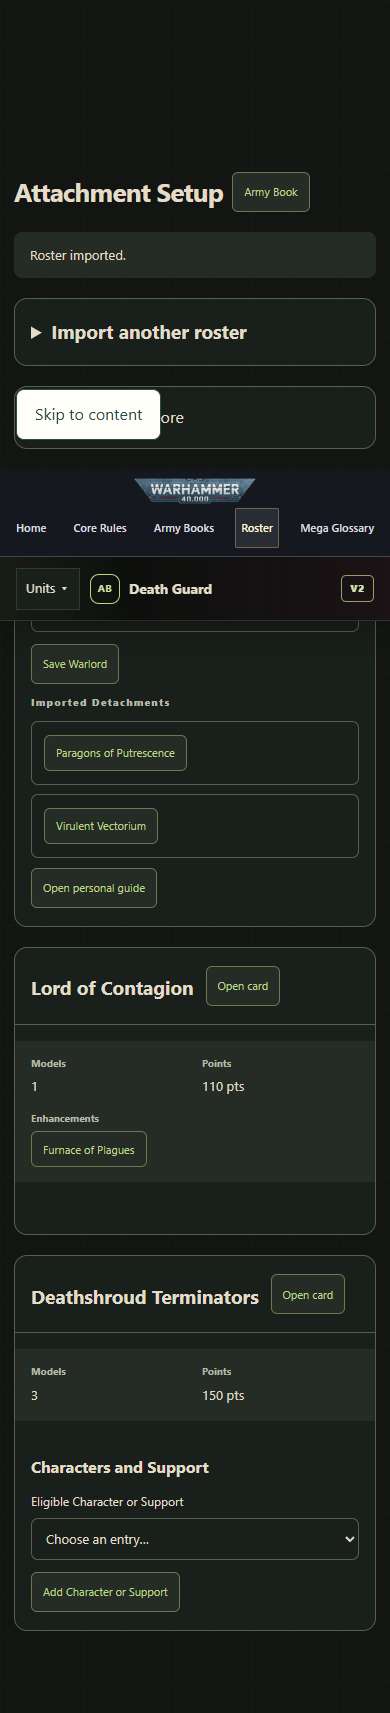 Attachment Setup
Army Book
Roster imported.
▶ Import another roster
Skip to content
ore
WARHAMMER
40,000
Home Core Rules Army Books Roster Mega Glossary
Units ▾ AB Death Guard V2
Save Warlord
Imported Detachments
Paragons of Putrescence
Virulent Vectorium
Open personal guide
Lord of Contagion Open card
Models Points
1 110 pts
Enhancements
Furnace of Plagues
Deathshroud Terminators Open card
Models Points
3 150 pts
Characters and Support
Eligible Character or Support
Choose an entry...
Add Character or Support